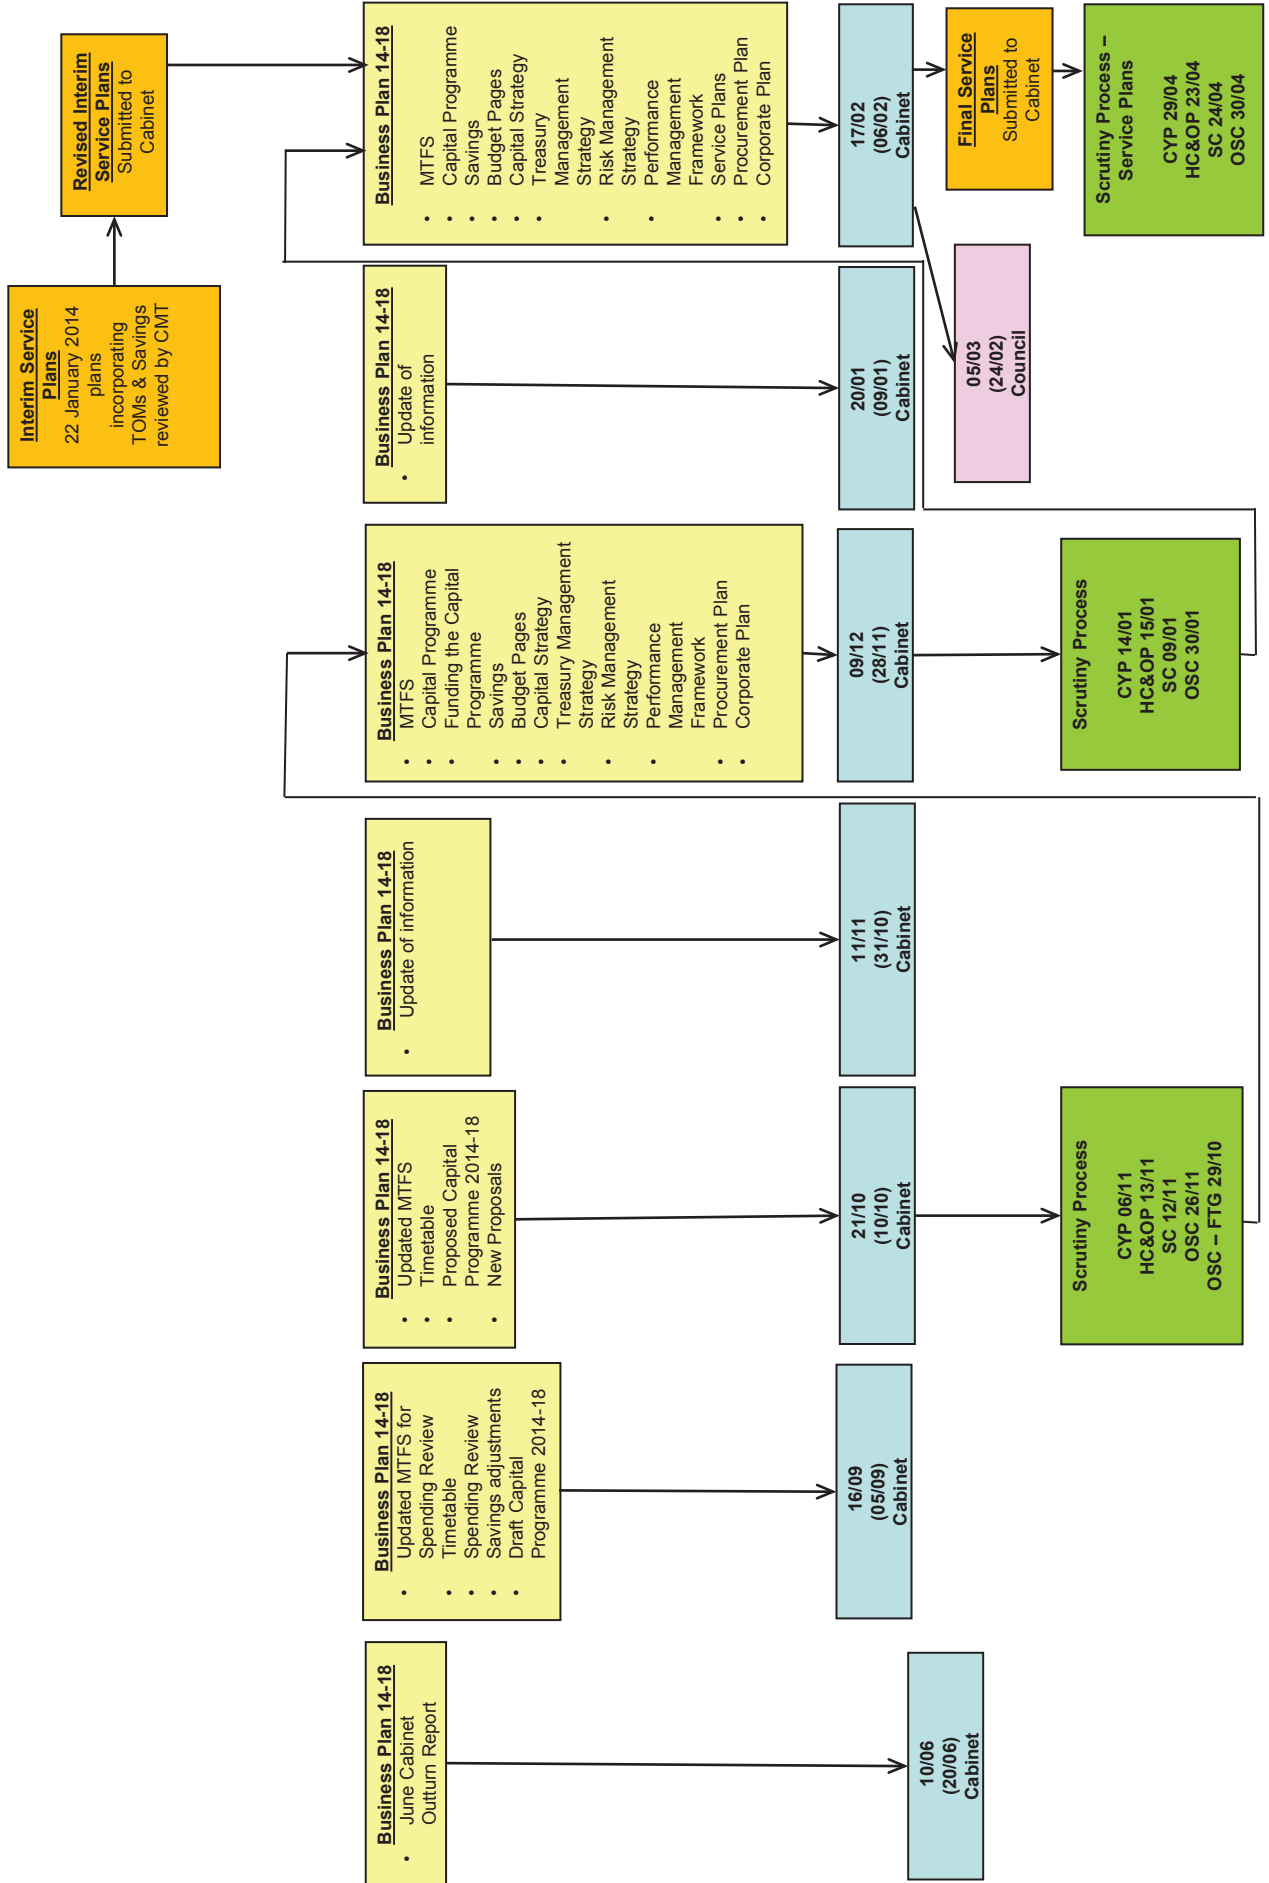 Business Plan 14-18
• June Cabinet
Outturn Report
10/06
(20/06)
Cabinet
Business Plan 14-18
• Updated MTFS for
Spending Review
• Timetable
• Spending Review
• Savings adjustments
• Draft Capital
Programme 2014-18
16/09
(05/09)
Cabinet
Business Plan 14-18
• Updated MTFS
• Timetable
• Proposed Capital
Programme 2014-18
• New Proposals
21/10
(10/10)
Cabinet
Scrutiny Process
CYP 06/11
HC&OP 13/11
SC 12/11
OSC 26/11
OSC – FTG 29/10
Business Plan 14-18
• Update of information
11/11
(31/10)
Cabinet
Business Plan 14-18
• MTFS
• Capital Programme
• Funding the Capital
Programme
• Savings
• Budget Pages
• Capital Strategy
• Treasury Management
Strategy
• Risk Management
Strategy
• Performance
Management
Framework
• Procurement Plan
• Corporate Plan
09/12
(28/11)
Cabinet
Scrutiny Process
CYP 14/01
HC&OP 15/01
SC 09/01
OSC 30/01
Business Plan 14-18
• Update of
information
20/01
(09/01)
Cabinet
Interim Service
Plans
22 January 2014
plans
incorporating
TOMs & Savings
reviewed by CMT
Revised Interim
Service Plans
Submitted to
Cabinet
Business Plan 14-18
• MTFS
• Capital Programme
• Savings
• Budget Pages
• Capital Strategy
• Treasury
Management
Strategy
• Risk Management
Strategy
• Performance
Management
Framework
• Service Plans
• Procurement Plan
• Corporate Plan
17/02
(06/02)
Cabinet
05/03
(24/02)
Council
Final Service
Plans
Submitted to
Cabinet
Scrutiny Process –
Service Plans
CYP 29/04
HC&OP 23/04
SC 24/04
OSC 30/04